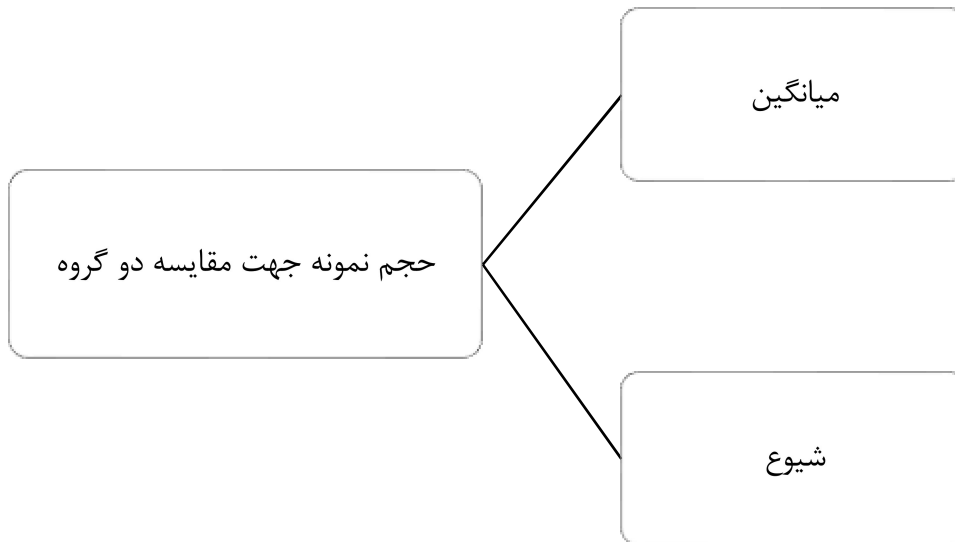 میانگین
حجم نمونه جهت مقایسه دو گروه
شیوع